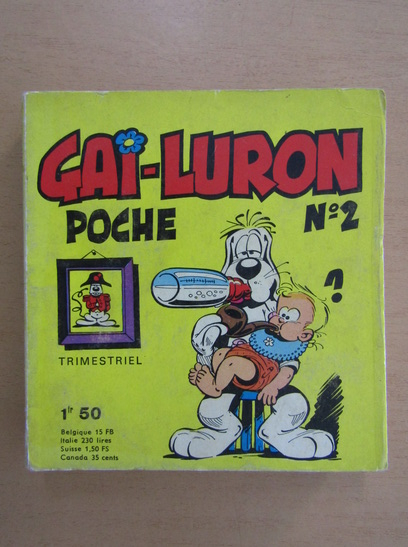 GAI-LURON
POCHE
Nº2
?
TRIMESTRIEL
1fr 50
Belgique 15 FB
Italie 230 lires
Suisse 1,50 FS
Canada 35 cents